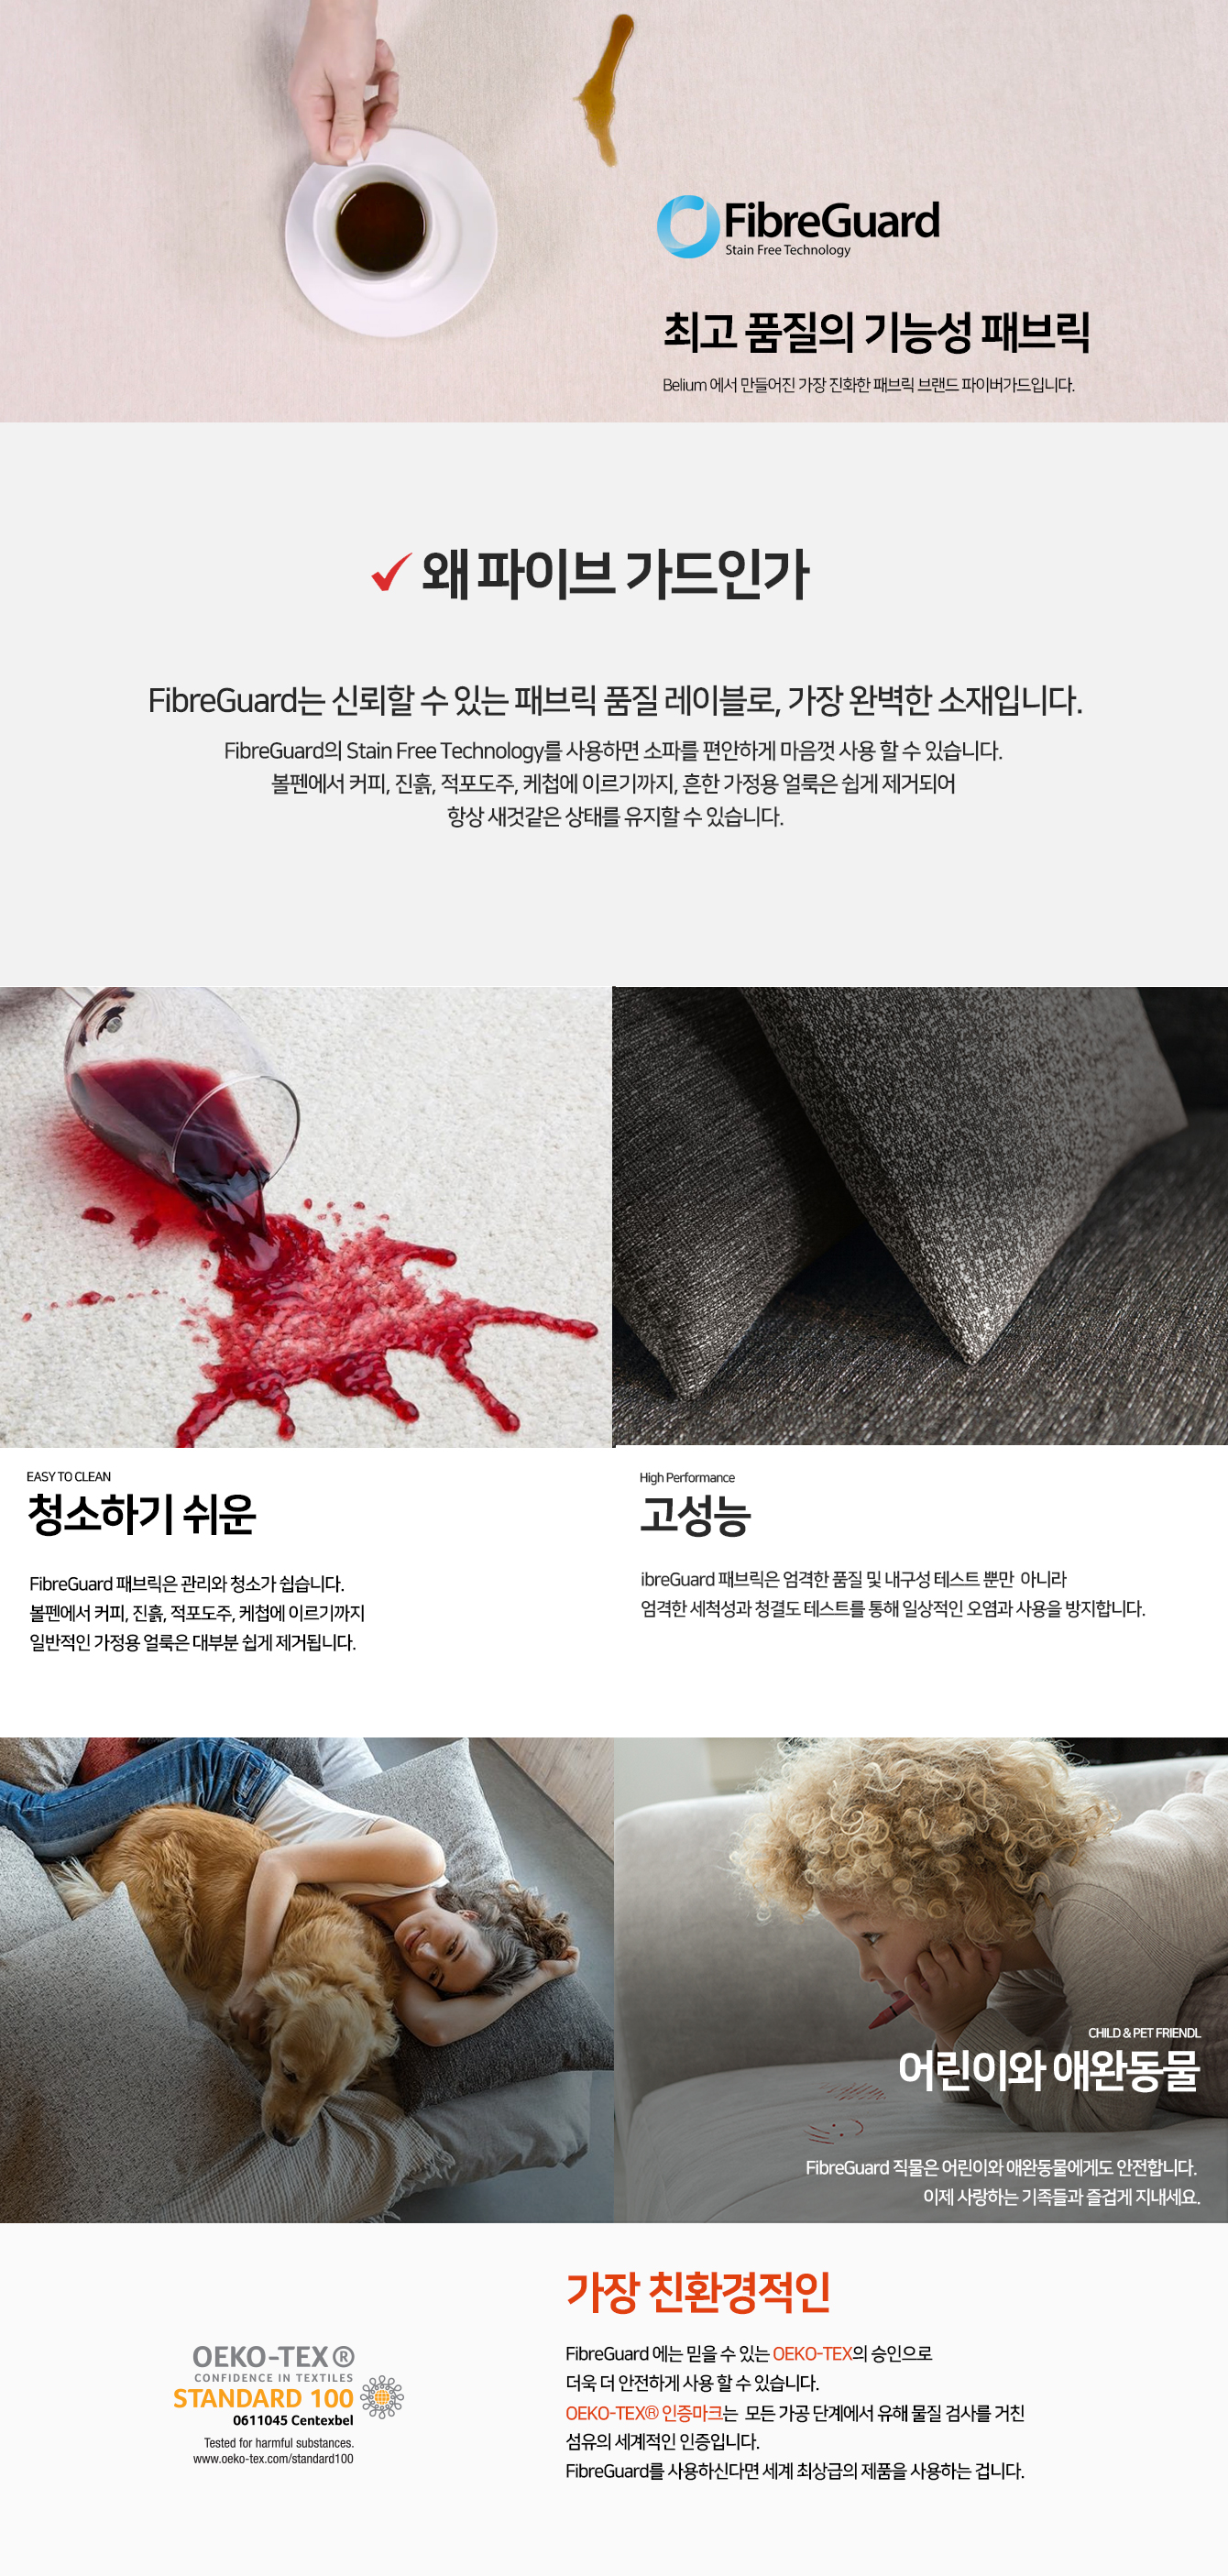 FibreGuard
Stain Free Technology
최고 품질의 기능성 패브릭
Belium 에서 만들어진 가장 진화한 패브릭 브랜드 파이버가드입니다.
왜 파이브 가드인가
FibreGuard는 신뢰할 수 있는 패브릭 품질 레이블로, 가장 완벽한 소재입니다.
FibreGuard의 Stain Free Technology를 사용하면 소파를 편안하게 마음껏 사용 할 수 있습니다.
볼펜에서 커피, 진흙, 적포도주, 케첩에 이르기까지, 흔한 가정용 얼룩은 쉽게 제거되어
항상 새것같은 상태를 유지할 수 있습니다.
EASY TO CLEAN
청소하기 쉬운
FibreGuard 패브릭은 관리와 청소가 쉽습니다.
볼펜에서 커피, 진흙, 적포도주, 케첩에 이르기까지
일반적인 가정용 얼룩은 대부분 쉽게 제거됩니다.
High Performance
고성능
ibreGuard 패브릭은 엄격한 품질 및 내구성 테스트 뿐만 아니라
엄격한 세척성과 청결도 테스트를 통해 일상적인 오염과 사용을 방지합니다.
CHILD & PET FRIENDL
어린이와 애완동물
FibreGuard 직물은 어린이와 애완동물에게도 안전합니다.
이제 사랑하는 기족들과 즐겁게 지내세요.
OEKO-TEX®
CONFIDENCE IN TEXTILES
STANDARD 100
0611045 Centexbel
Tested for harmful substances.
www.oeko-tex.com/standard100
가장 친환경적인
FibreGuard 에는 믿을 수 있는 OEKO-TEX의 승인으로
더욱 더 안전하게 사용 할 수 있습니다.
OEKO-TEX® 인증마크는 모든 가공 단계에서 유해 물질 검사를 거친
섬유의 세계적인 인증입니다.
FibreGuard를 사용하신다면 세계 최상급의 제품을 사용하는 겁니다.